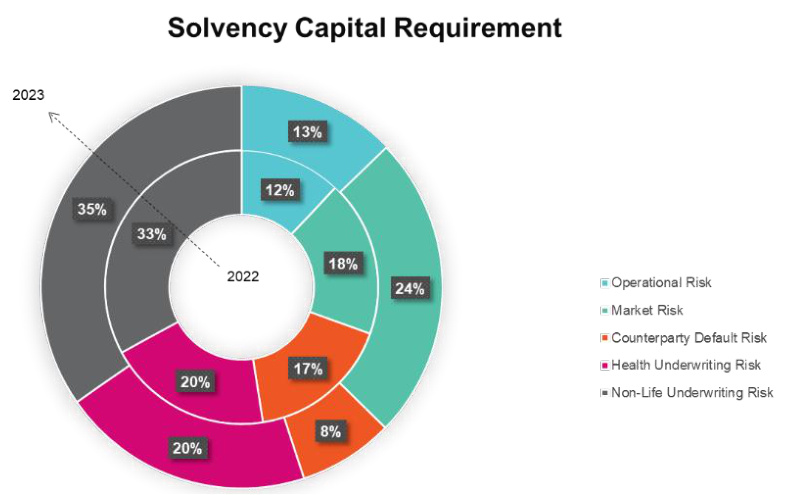 Solvency Capital Requirement
2023
13%
12%
35%
33%
18%
2022
24%
Operational Risk
Market Risk
Counterparty Default Risk
Health Underwriting Risk
Non-Life Underwriting Risk
17%
20%
8%
20%